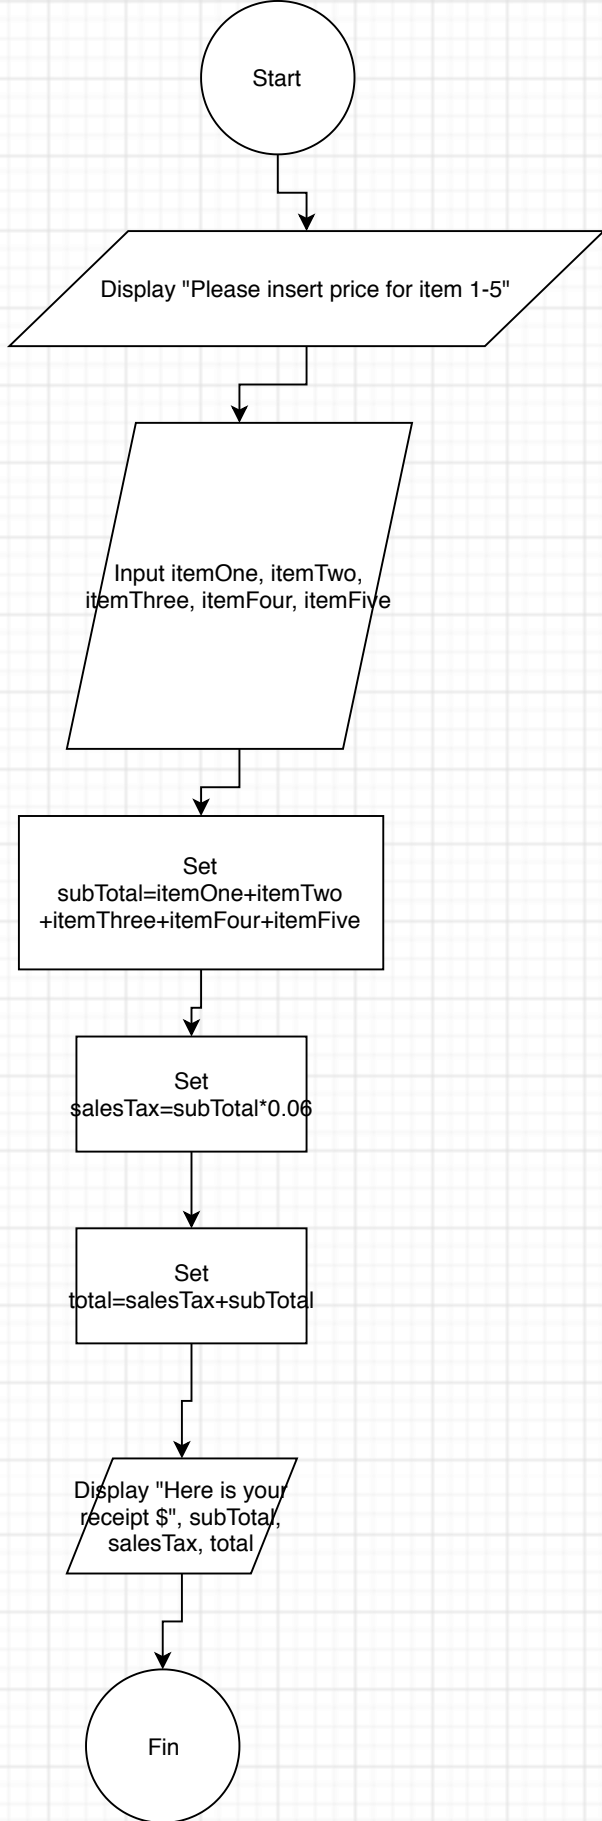 Start
Display "Please insert price for item 1-5"
Input itemOne, itemTwo,
itemThree, itemFour, itemFive
Set
subTotal=itemOne+itemTwo
+itemThree+itemFour+itemFive
Set
salesTax=subTotal*0.06
Set
total=salesTax+subTotal
Display "Here is your
receipt $", subTotal,
salesTax, total
Fin